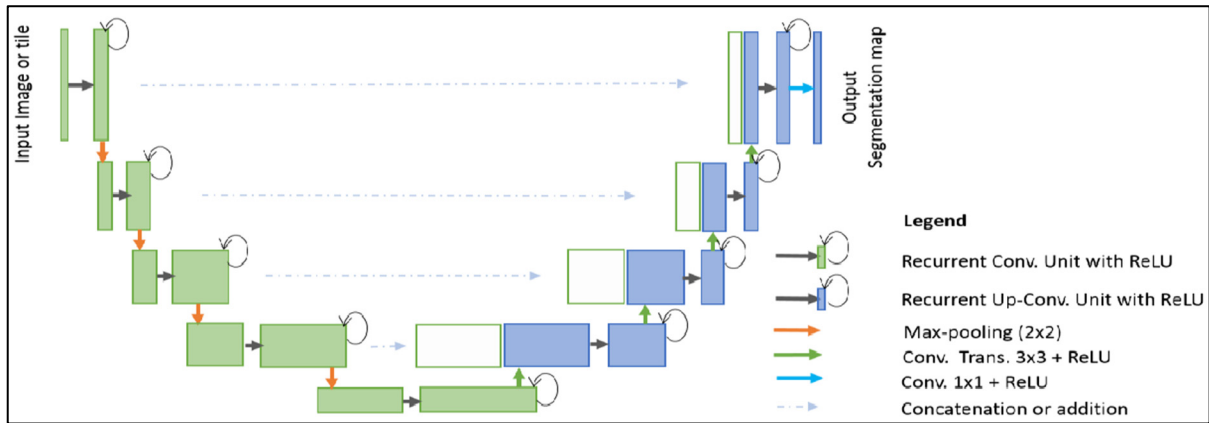 Input Image or tile
Output
Segmentation map
Legend
Recurrent Conv. Unit with ReLU
Recurrent Up-Conv. Unit with ReLU
Max-pooling (2x2)
Conv. Trans. 3x3 + ReLU
Conv. 1x1 + ReLU
Concatenation or addition